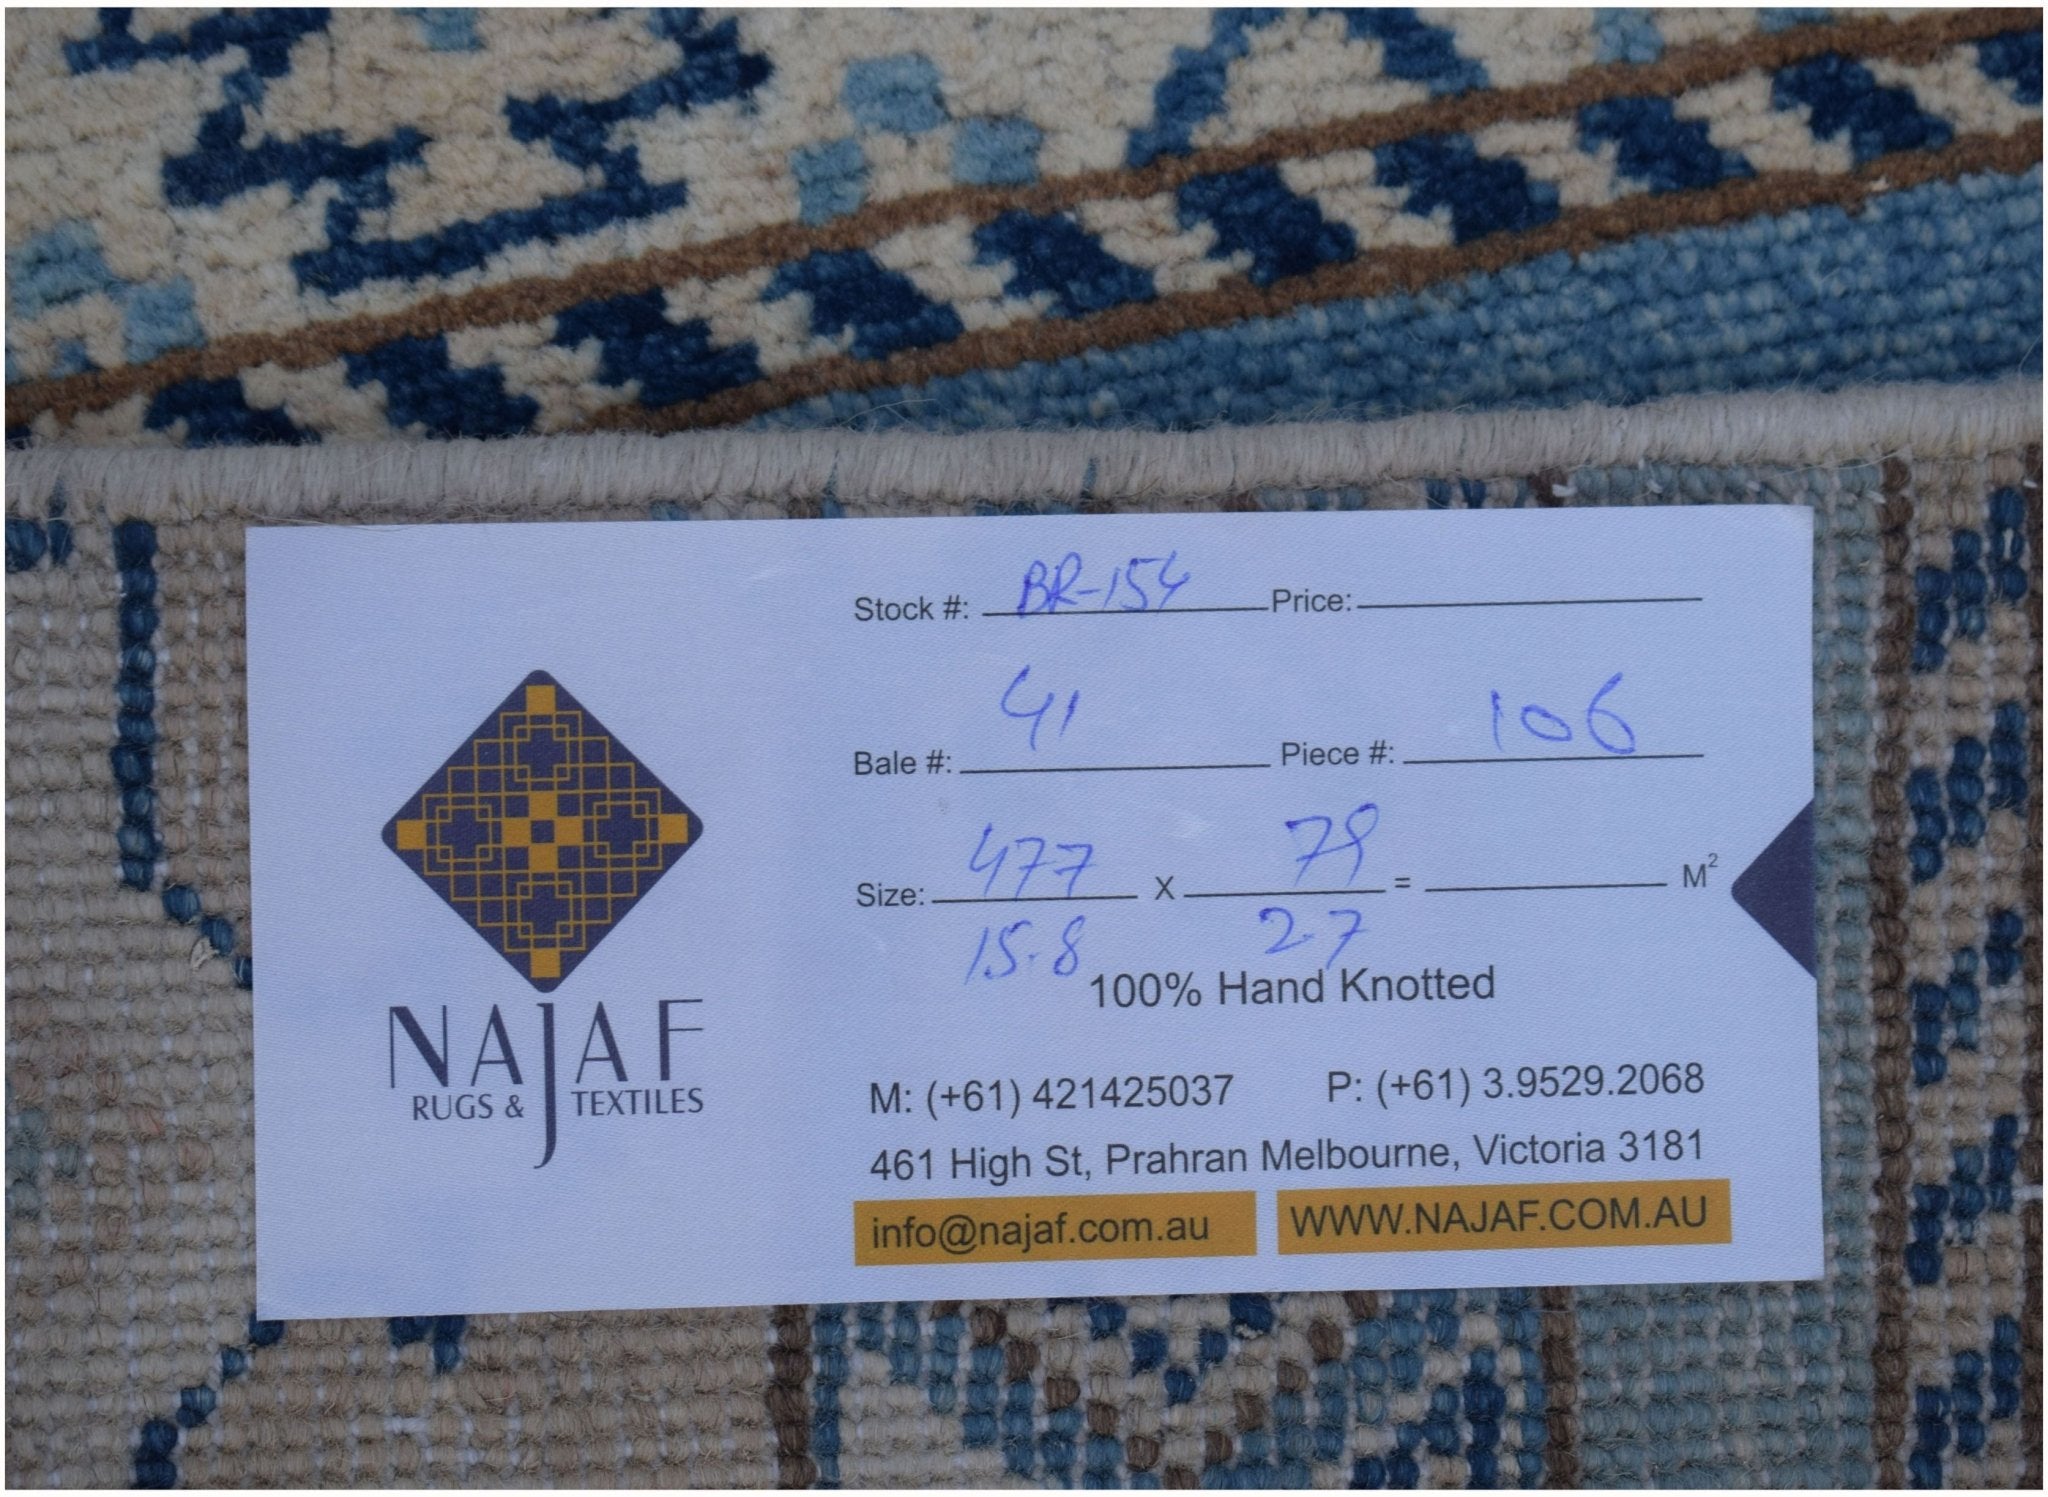 Stock #: BR-154 Price:
Bale #: 41 Piece #: 106
Size: 477 X 79 = M²
15.8 2.7
100% Hand Knotted
NAJAF
RUGS & TEXTILES
M: (+61) 421425037 P: (+61) 3.9529.2068
461 High St, Prahran Melbourne, Victoria 3181
info@najaf.com.au WWW.NAJAF.COM.AU